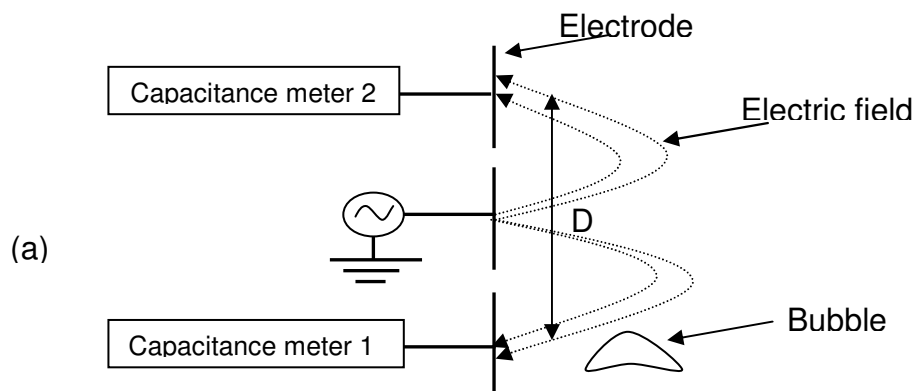 Electrode
Capacitance meter 2
Electric field
D
(a)
Bubble
Capacitance meter 1